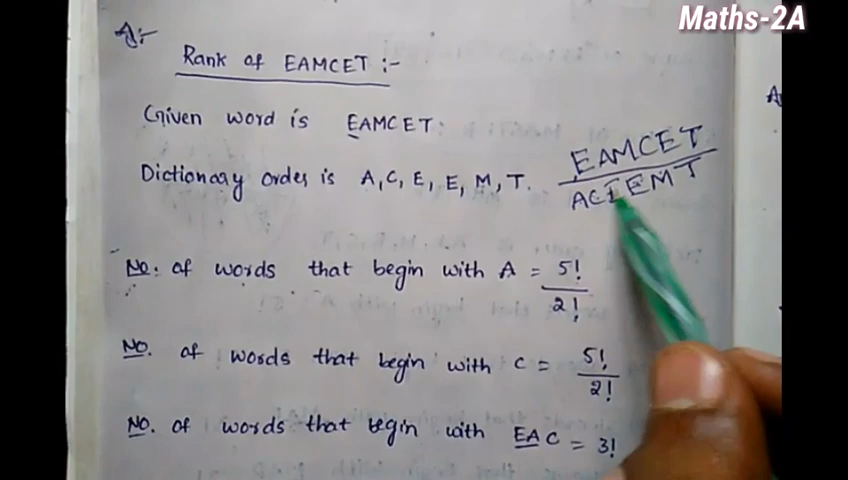 Maths-2A
A:-
Rank of EAMCET :-
Given word is EAMCET:
Dictionary order is A, C, E, E, M, T.
EAMCET
ACEEMT
No. of words that begin with A = 5!/2!
No. of words that begin with C = 5!/2!
No. of words that begin with EAC = 3!
A